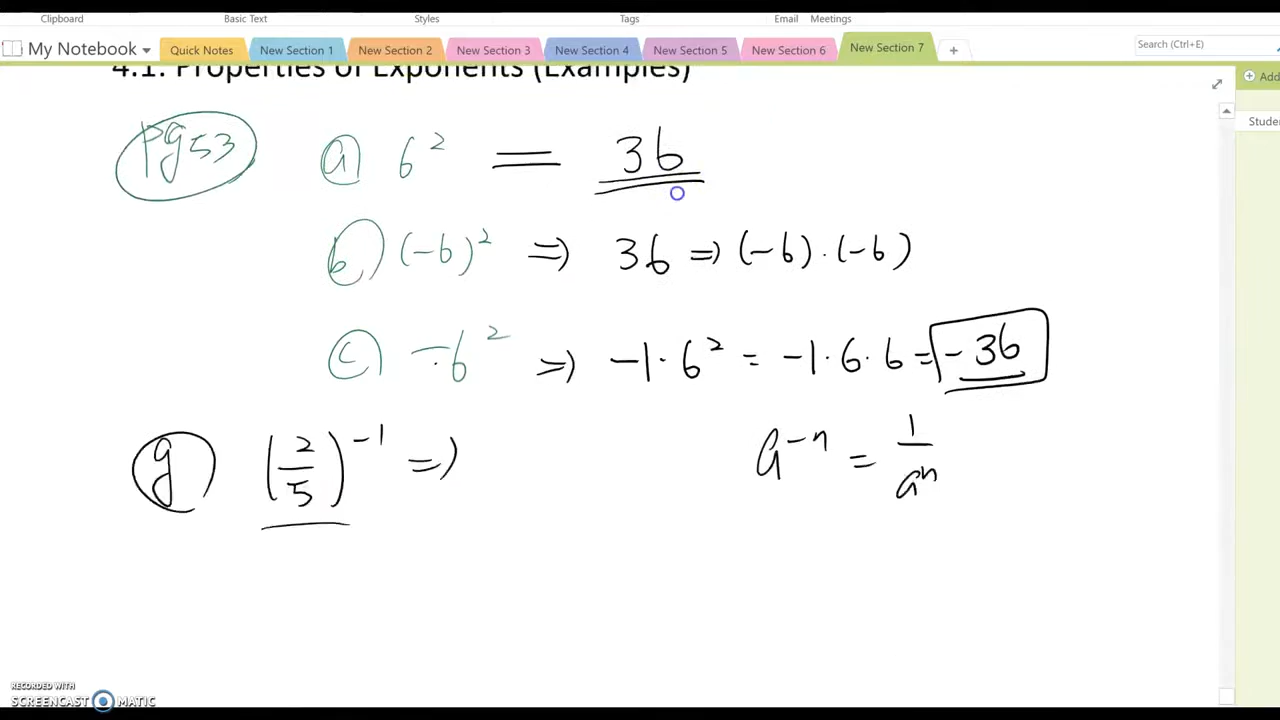 Clipboard Basic Text Styles Tags Email Meetings
My Notebook Quick Notes New Section 1 New Section 2 New Section 3 New Section 4 New Section 5 New Section 6 New Section 7 + Search (Ctrl+E)
4.1: Properties of Exponents (Examples)
Add
Stude
Pg 53 a) 6² = 36
b) (-6)² => 36 => (-6)·(-6)
c) -6² => -1·6² = -1·6·6 = -36
g (2/5)⁻¹ => a⁻ⁿ = 1/aⁿ
RECORDED WITH
SCREENCAST MATIC